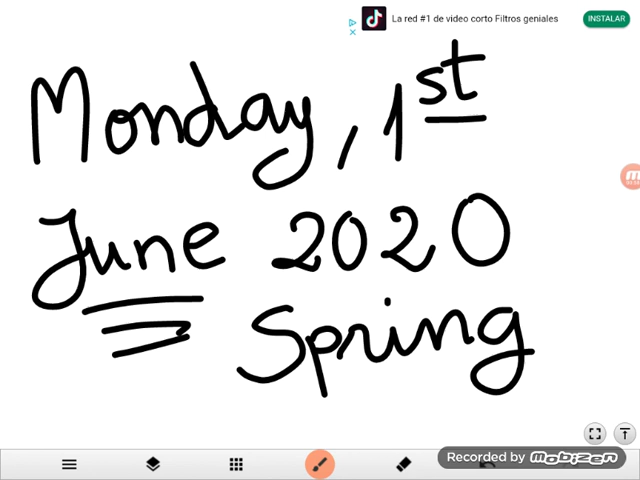 La red #1 de video corto Filtros geniales
INSTALAR
Monday, 1st
June 2020
Spring
Recorded by mobizen